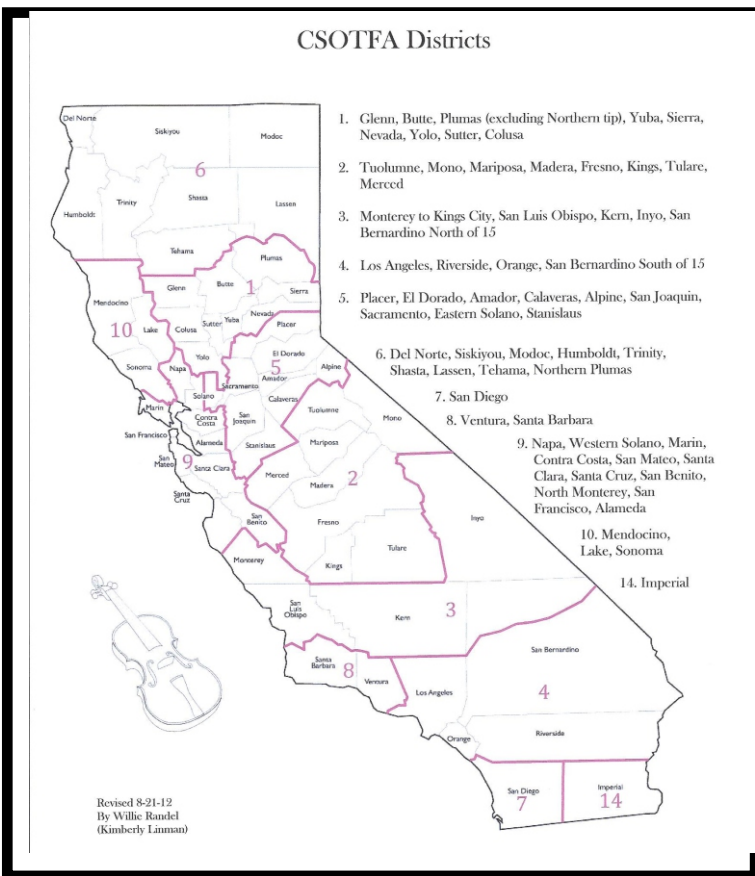 CSOTFA Districts
1. Glenn, Butte, Plumas (excluding Northern tip), Yuba, Sierra,
Nevada, Yolo, Sutter, Colusa
2. Tuolumne, Mono, Mariposa, Madera, Fresno, Kings, Tulare,
Merced
3. Monterey to Kings City, San Luis Obispo, Kern, Inyo, San
Bernardino North of 15
4. Los Angeles, Riverside, Orange, San Bernardino South of 15
5. Placer, El Dorado, Amador, Calaveras, Alpine, San Joaquin,
Sacramento, Eastern Solano, Stanislaus
6. Del Norte, Siskiyou, Modoc, Humboldt, Trinity,
Shasta, Lassen, Tehama, Northern Plumas
7. San Diego
8. Ventura, Santa Barbara
9. Napa, Western Solano, Marin,
Contra Costa, San Mateo, Santa
Clara, Santa Cruz, San Benito,
North Monterey, San
Francisco, Alameda
10. Mendocino,
Lake, Sonoma
14. Imperial
Del Norte
Siskiyou
Modoc
6
Trinity
Shasta
Lassen
Humboldt
Tehama
Plumas
Glenn
Butte
1
Sierra
Mendocino
10
Lake
Colusa
Sutter
Yuba
Nevada
Placer
Yolo
El Dorado
5
Sonoma
Napa
Sacramento
Amador
Alpine
Solano
Calaveras
Marin
Tuolumne
Mono
Contra
Costa
San
Joaquin
San Francisco
Alameda
Stanislaus
Mariposa
San
Mateo
9
Santa Clara
Merced
2
Madera
Santa
Cruz
San
Benito
Fresno
Inyo
Monterey
Kings
Tulare
San
Luis
Obispo
Kern
3
San Bernardino
Santa
Barbara
8
Ventura
Los Angeles
4
Orange
Riverside
San Diego
7
Imperial
14
Revised 8-21-12
By Willie Randel
(Kimberly Linman)